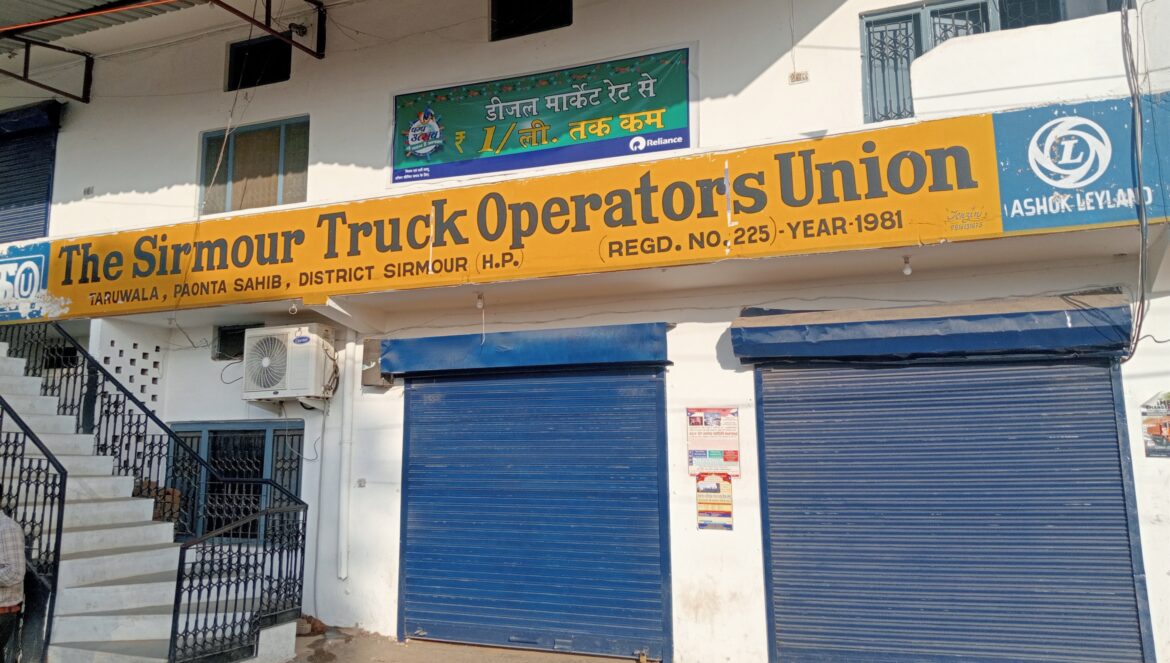 डीजल मार्केट रेट से
₹ 1/ ली. तक कम
Reliance
The Sirmour Truck Operators Union
TARUWALA, PAONTA SAHIB, DISTRICT SIRMOUR (H.P.)
(REGD. NO. 225)-YEAR-1981
L
ASHOK LEYLAND